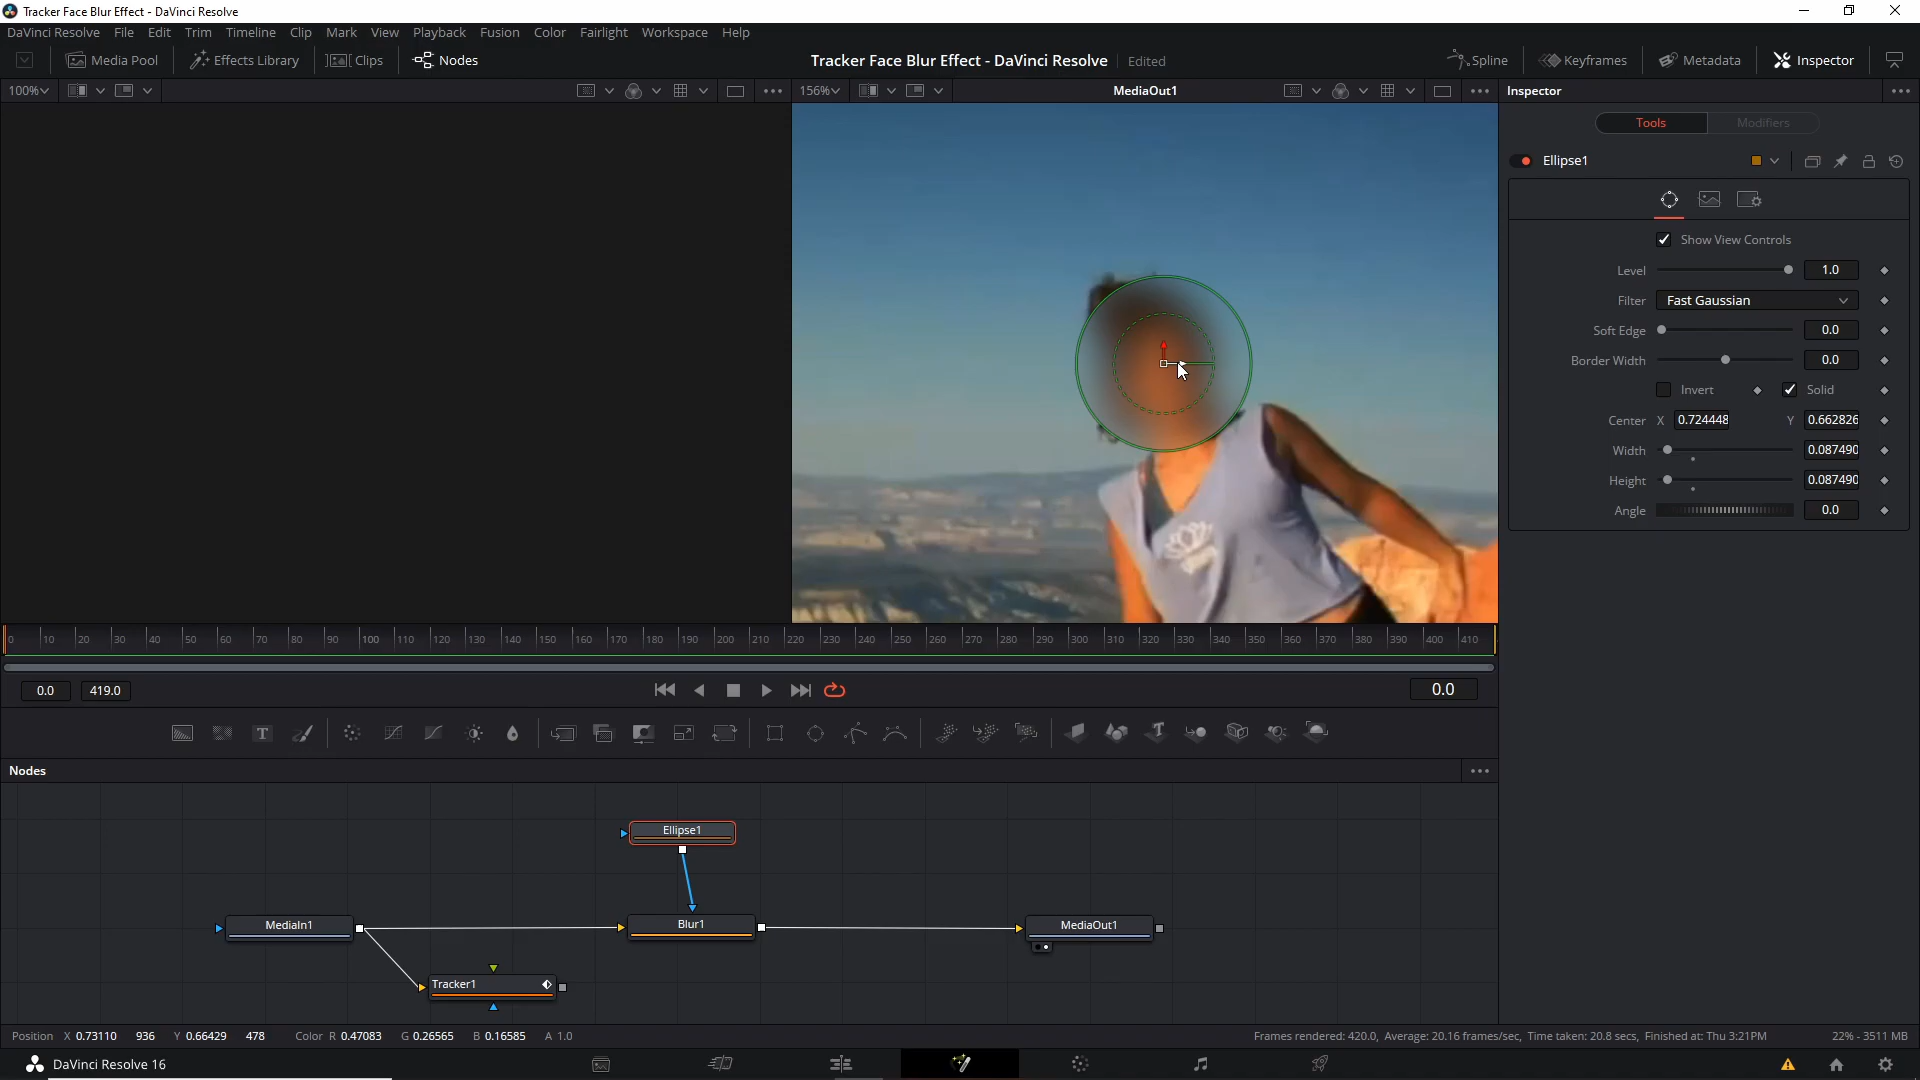 Tracker Face Blur Effect - DaVinci Resolve
DaVinci Resolve File Edit Trim Timeline Clip Mark View Playback Fusion Color Fairlight Workspace Help
Media Pool Effects Library Clips Nodes Tracker Face Blur Effect - DaVinci Resolve Edited Spline Keyframes Metadata Inspector
100% 156% MediaOut1 Inspector
Tools Modifiers
Ellipse1
Show View Controls
Level 1.0
Filter Fast Gaussian
Soft Edge 0.0
Border Width 0.0
Invert Solid
Center X 0.724448 Y 0.662826
Width 0.087490
Height 0.087490
Angle 0.0
0 10 20 30 40 50 60 70 80 90 100 110 120 130 140 150 160 170 180 190 200 210 220 230 240 250 260 270 280 290 300 310 320 330 340 350 360 370 380 390 400 410
0.0 419.0 0.0
Nodes
Ellipse1
MediaIn1 Blur1 MediaOut1
Tracker1
Position X 0.73110 936 Y 0.66429 478 Color R 0.47083 G 0.26565 B 0.16585 A 1.0 Frames rendered: 420.0, Average: 20.16 frames/sec, Time taken: 20.8 secs, Finished at: Thu 3:21PM 22% - 3511 MB
DaVinci Resolve 16